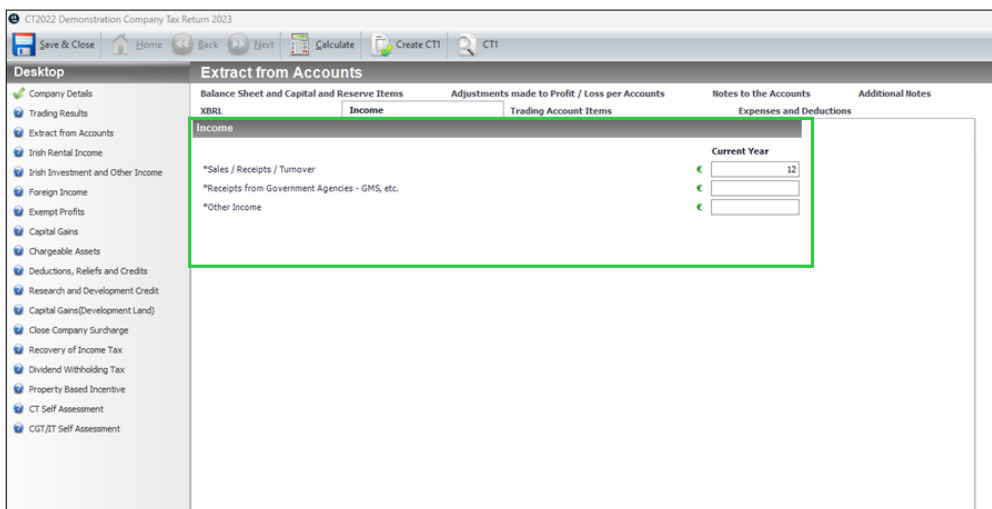 CT2022 Demonstration Company Tax Return 2023
Save & Close Home Back Next Calculate Create CT1 CT1
Desktop
Company Details
Trading Results
Extract from Accounts
Irish Rental Income
Irish Investment and Other Income
Foreign Income
Exempt Profits
Capital Gains
Chargeable Assets
Deductions, Reliefs and Credits
Research and Development Credit
Capital Gains(Development Land)
Close Company Surcharge
Recovery of Income Tax
Dividend Withholding Tax
Property Based Incentive
CT Self Assessment
CGT/IT Self Assessment
Extract from Accounts
Balance Sheet and Capital and Reserve Items Adjustments made to Profit / Loss per Accounts Notes to the Accounts Additional Notes
XBRL Income Trading Account Items Expenses and Deductions
Income
Current Year
*Sales / Receipts / Turnover € 12
*Receipts from Government Agencies - GMS, etc. €
*Other Income €